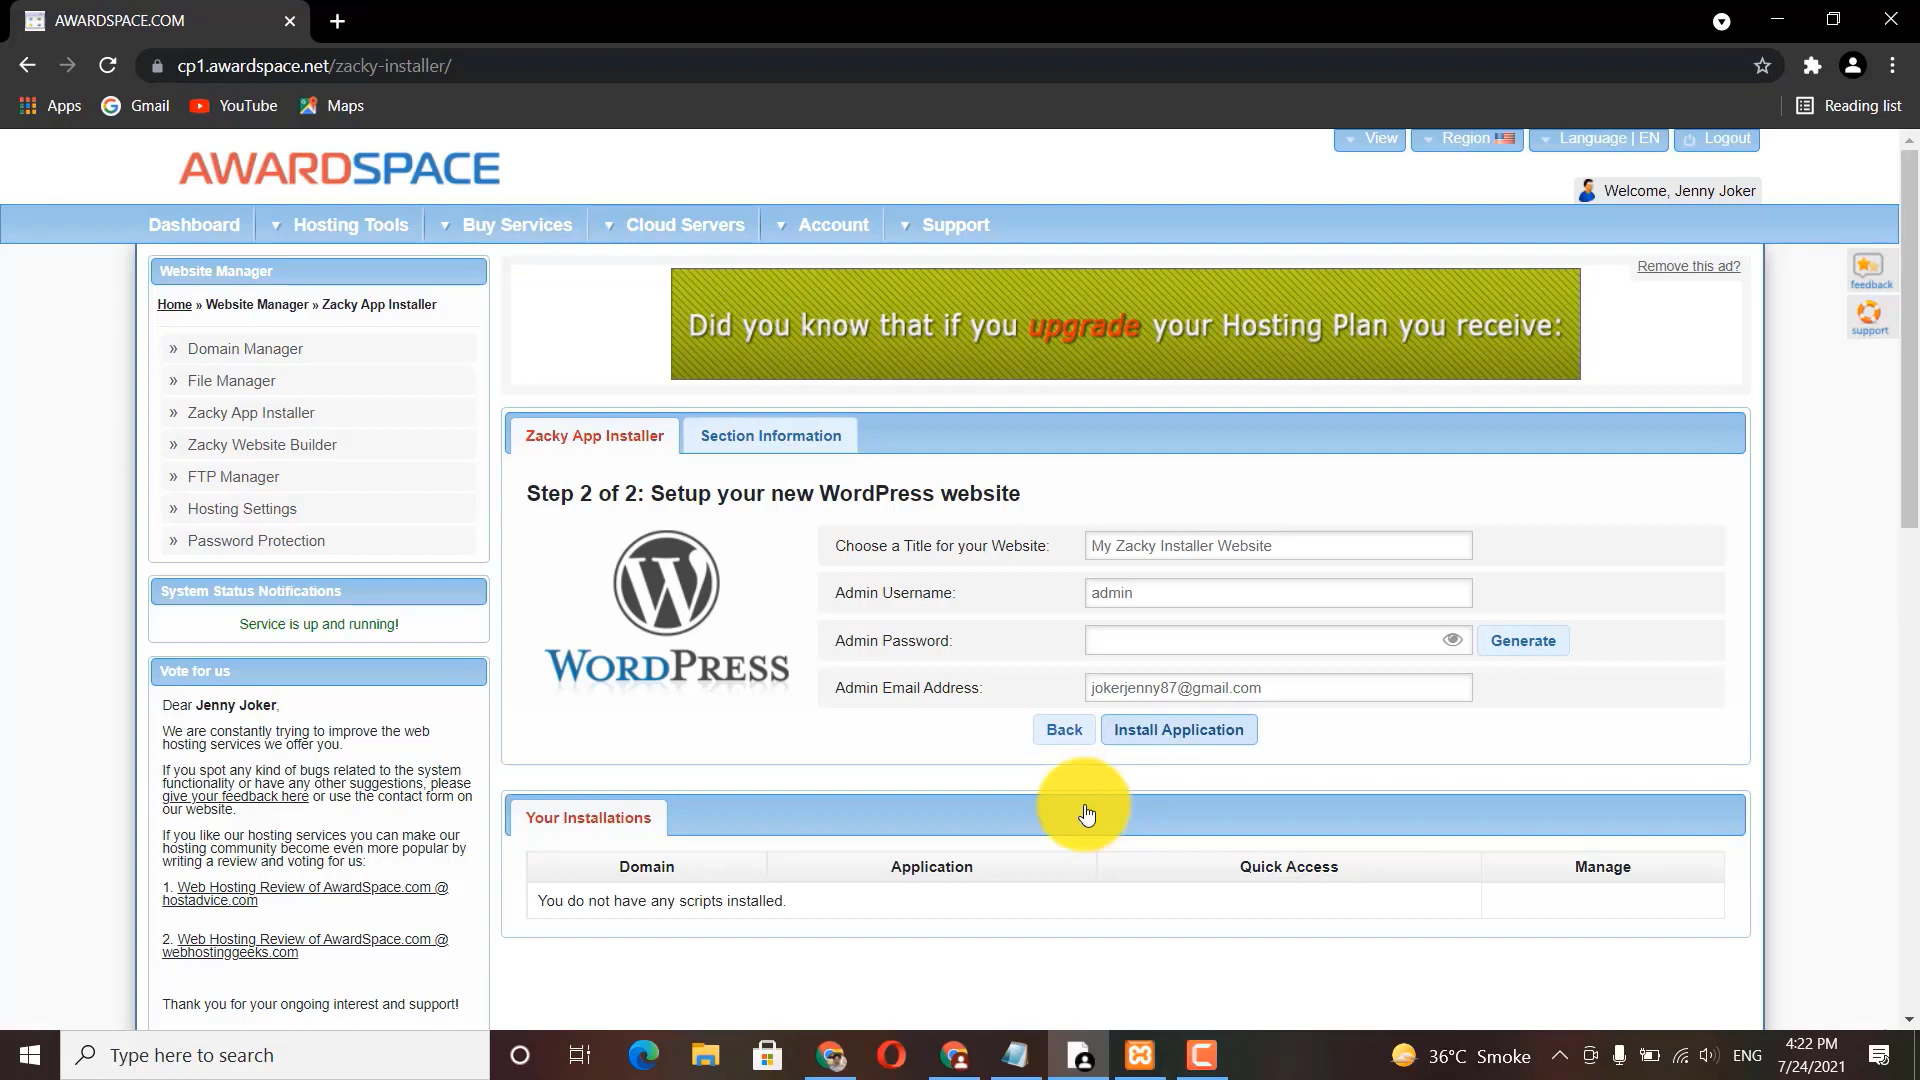 AWARDSPACE.COM
cp1.awardspace.net/zacky-installer/
Apps Gmail YouTube Maps Reading list
View Region Language | EN Logout
AWARDSPACE
Welcome, Jenny Joker
Dashboard Hosting Tools Buy Services Cloud Servers Account Support
Website Manager
Home » Website Manager » Zacky App Installer
» Domain Manager
» File Manager
» Zacky App Installer
» Zacky Website Builder
» FTP Manager
» Hosting Settings
» Password Protection
System Status Notifications
Service is up and running!
Vote for us
Dear Jenny Joker,
We are constantly trying to improve the web
hosting services we offer you.
If you spot any kind of bugs related to the system
functionality or have any other suggestions, please
give your feedback here or use the contact form on
our website.
If you like our hosting services you can make our
hosting community become even more popular by
writing a review and voting for us:
1. Web Hosting Review of AwardSpace.com @
hostadvice.com
2. Web Hosting Review of AwardSpace.com @
webhostinggeeks.com
Thank you for your ongoing interest and support!
Remove this ad?
Did you know that if you upgrade your Hosting Plan you receive:
feedback
support
Zacky App Installer Section Information
Step 2 of 2: Setup your new WordPress website
WORDPRESS
Choose a Title for your Website: My Zacky Installer Website
Admin Username: admin
Admin Password: Generate
Admin Email Address: jokerjenny87@gmail.com
Back Install Application
Your Installations
Domain Application Quick Access Manage
You do not have any scripts installed.
Type here to search
36°C Smoke ENG
4:22 PM
7/24/2021